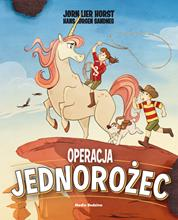 JØRN LIER HORST
HANS JØRGEN SANDNES
OPERACJA
JEDNOROŻEC
Media Rodzina